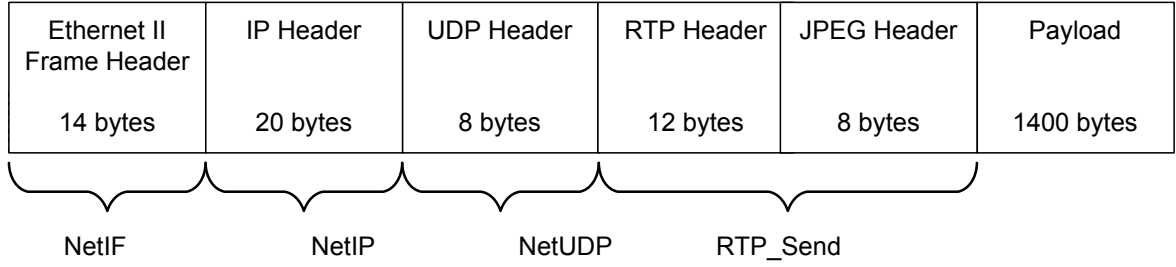 Ethernet II
Frame Header
14 bytes
IP Header
20 bytes
UDP Header
8 bytes
RTP Header
12 bytes
JPEG Header
8 bytes
Payload
1400 bytes
NetIF
NetIP
NetUDP
RTP_Send